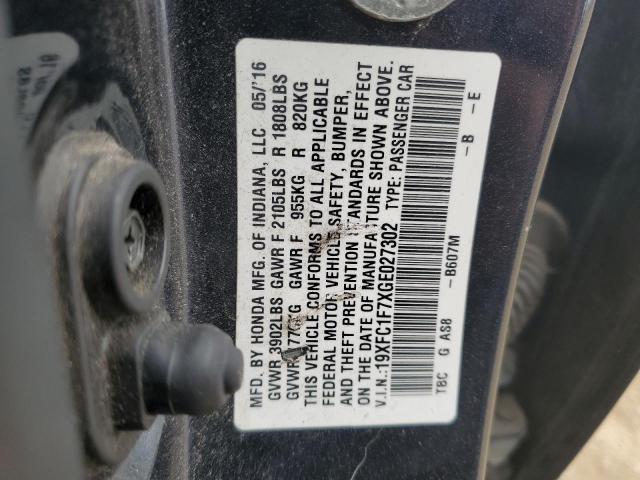 MFD. BY HONDA MFG. OF INDIANA, LLC 05/'16
GVWR 3902LBS GAWR F 2105LBS R 1808LBS
GVWR KG GAWR F 955KG R 820KG
THIS VEHICLE CONFORMS TO ALL APPLICABLE
FEDERAL MOTOR VEHICLE SAFETY, BUMPER,
AND THEFT PREVENTION STANDARDS IN EFFECT
ON THE DATE OF MANUFACTURE SHOWN ABOVE.
V.I.N.: 19XFC1F7XGE027302 TYPE: PASSENGER CAR
TBC G AS8 -B607M -B -E